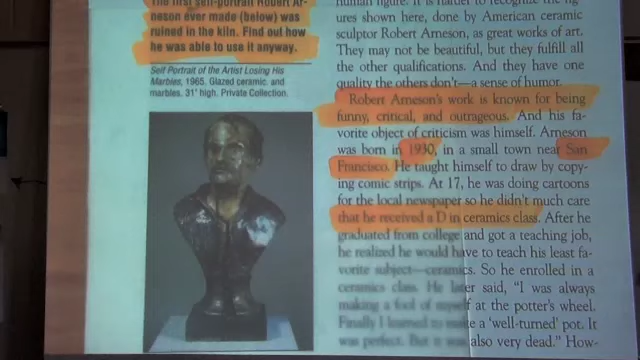 The first self-portrait Robert Ar-
neson ever made (below) was
ruined in the kiln. Find out how
he was able to use it anyway.
Self Portrait of the Artist Losing His
Marbles, 1965. Glazed ceramic and
marbles. 31" high. Private Collection.
human figure. It is harder to recognize the fig-
ures shown here, done by American ceramic
sculptor Robert Arneson, as great works of art.
They may not be beautiful, but they fulfill all
the other qualifications. And they have one
quality the others don't—a sense of humor.
Robert Arneson's work is known for being
funny, critical, and outrageous. And his fa-
vorite object of criticism was himself. Arneson
was born in 1930, in a small town near San
Francisco. He taught himself to draw by copy-
ing comic strips. At 17, he was doing cartoons
for the local newspaper so he didn't much care
that he received a D in ceramics class. After he
graduated from college and got a teaching job,
he realized he would have to teach his least fa-
vorite subject—ceramics. So he enrolled in a
ceramics class. He later said, "I was always
making a fool of myself at the potter's wheel.
Finally I learned to make a 'well-turned' pot. It
was perfect. But it was also very dead." How-